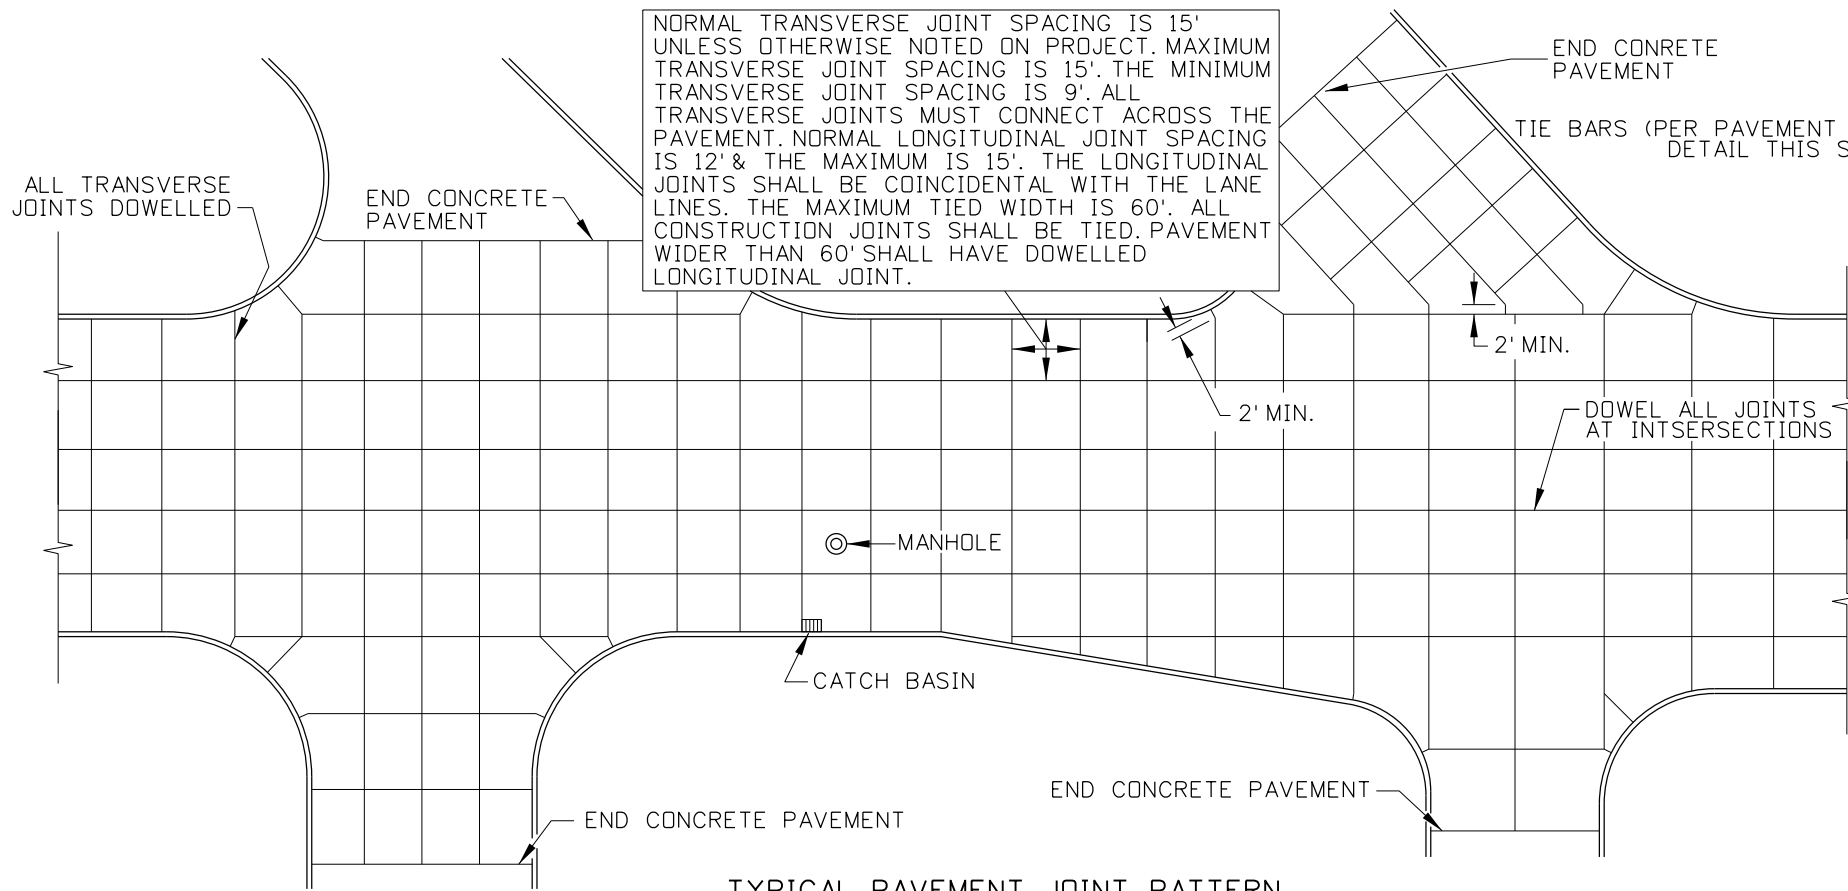 NORMAL TRANSVERSE JOINT SPACING IS 15'
UNLESS OTHERWISE NOTED ON PROJECT. MAXIMUM
TRANSVERSE JOINT SPACING IS 15'. THE MINIMUM
TRANSVERSE JOINT SPACING IS 9'. ALL
TRANSVERSE JOINTS MUST CONNECT ACROSS THE
PAVEMENT. NORMAL LONGITUDINAL JOINT SPACING
IS 12' & THE MAXIMUM IS 15'. THE LONGITUDINAL
JOINTS SHALL BE COINCIDENTAL WITH THE LANE
LINES. THE MAXIMUM TIED WIDTH IS 60'. ALL
CONSTRUCTION JOINTS SHALL BE TIED. PAVEMENT
WIDER THAN 60' SHALL HAVE DOWELLED
LONGITUDINAL JOINT.
END CONRETE
PAVEMENT
TIE BARS (PER PAVEMENT
DETAIL THIS S
ALL TRANSVERSE
JOINTS DOWELLED
END CONCRETE
PAVEMENT
2' MIN.
2' MIN.
DOWEL ALL JOINTS
AT INTSERSECTIONS
MANHOLE
CATCH BASIN
END CONCRETE PAVEMENT
END CONCRETE PAVEMENT
TYPICAL PAVEMENT JOINT PATTERN